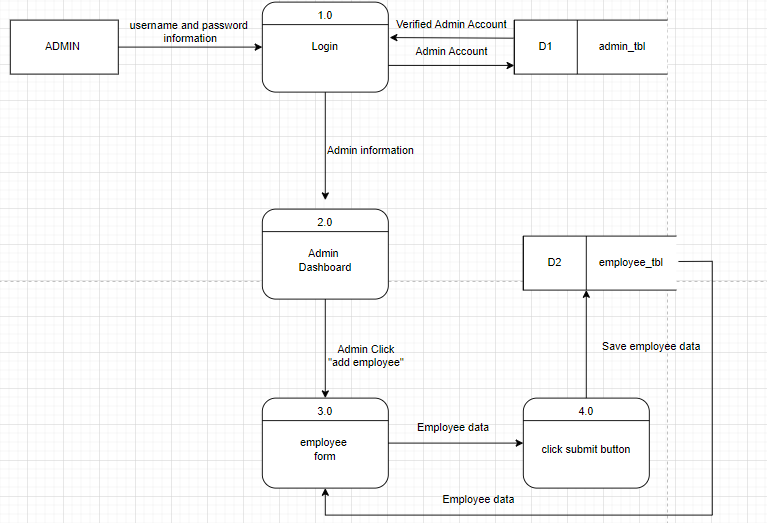 ADMIN
username and password
information
1.0
Login
Verified Admin Account
Admin Account
D1
admin_tbl
Admin information
2.0
Admin
Dashboard
D2
employee_tbl
Admin Click
"add employee"
Save employee data
3.0
employee
form
Employee data
4.0
click submit button
Employee data